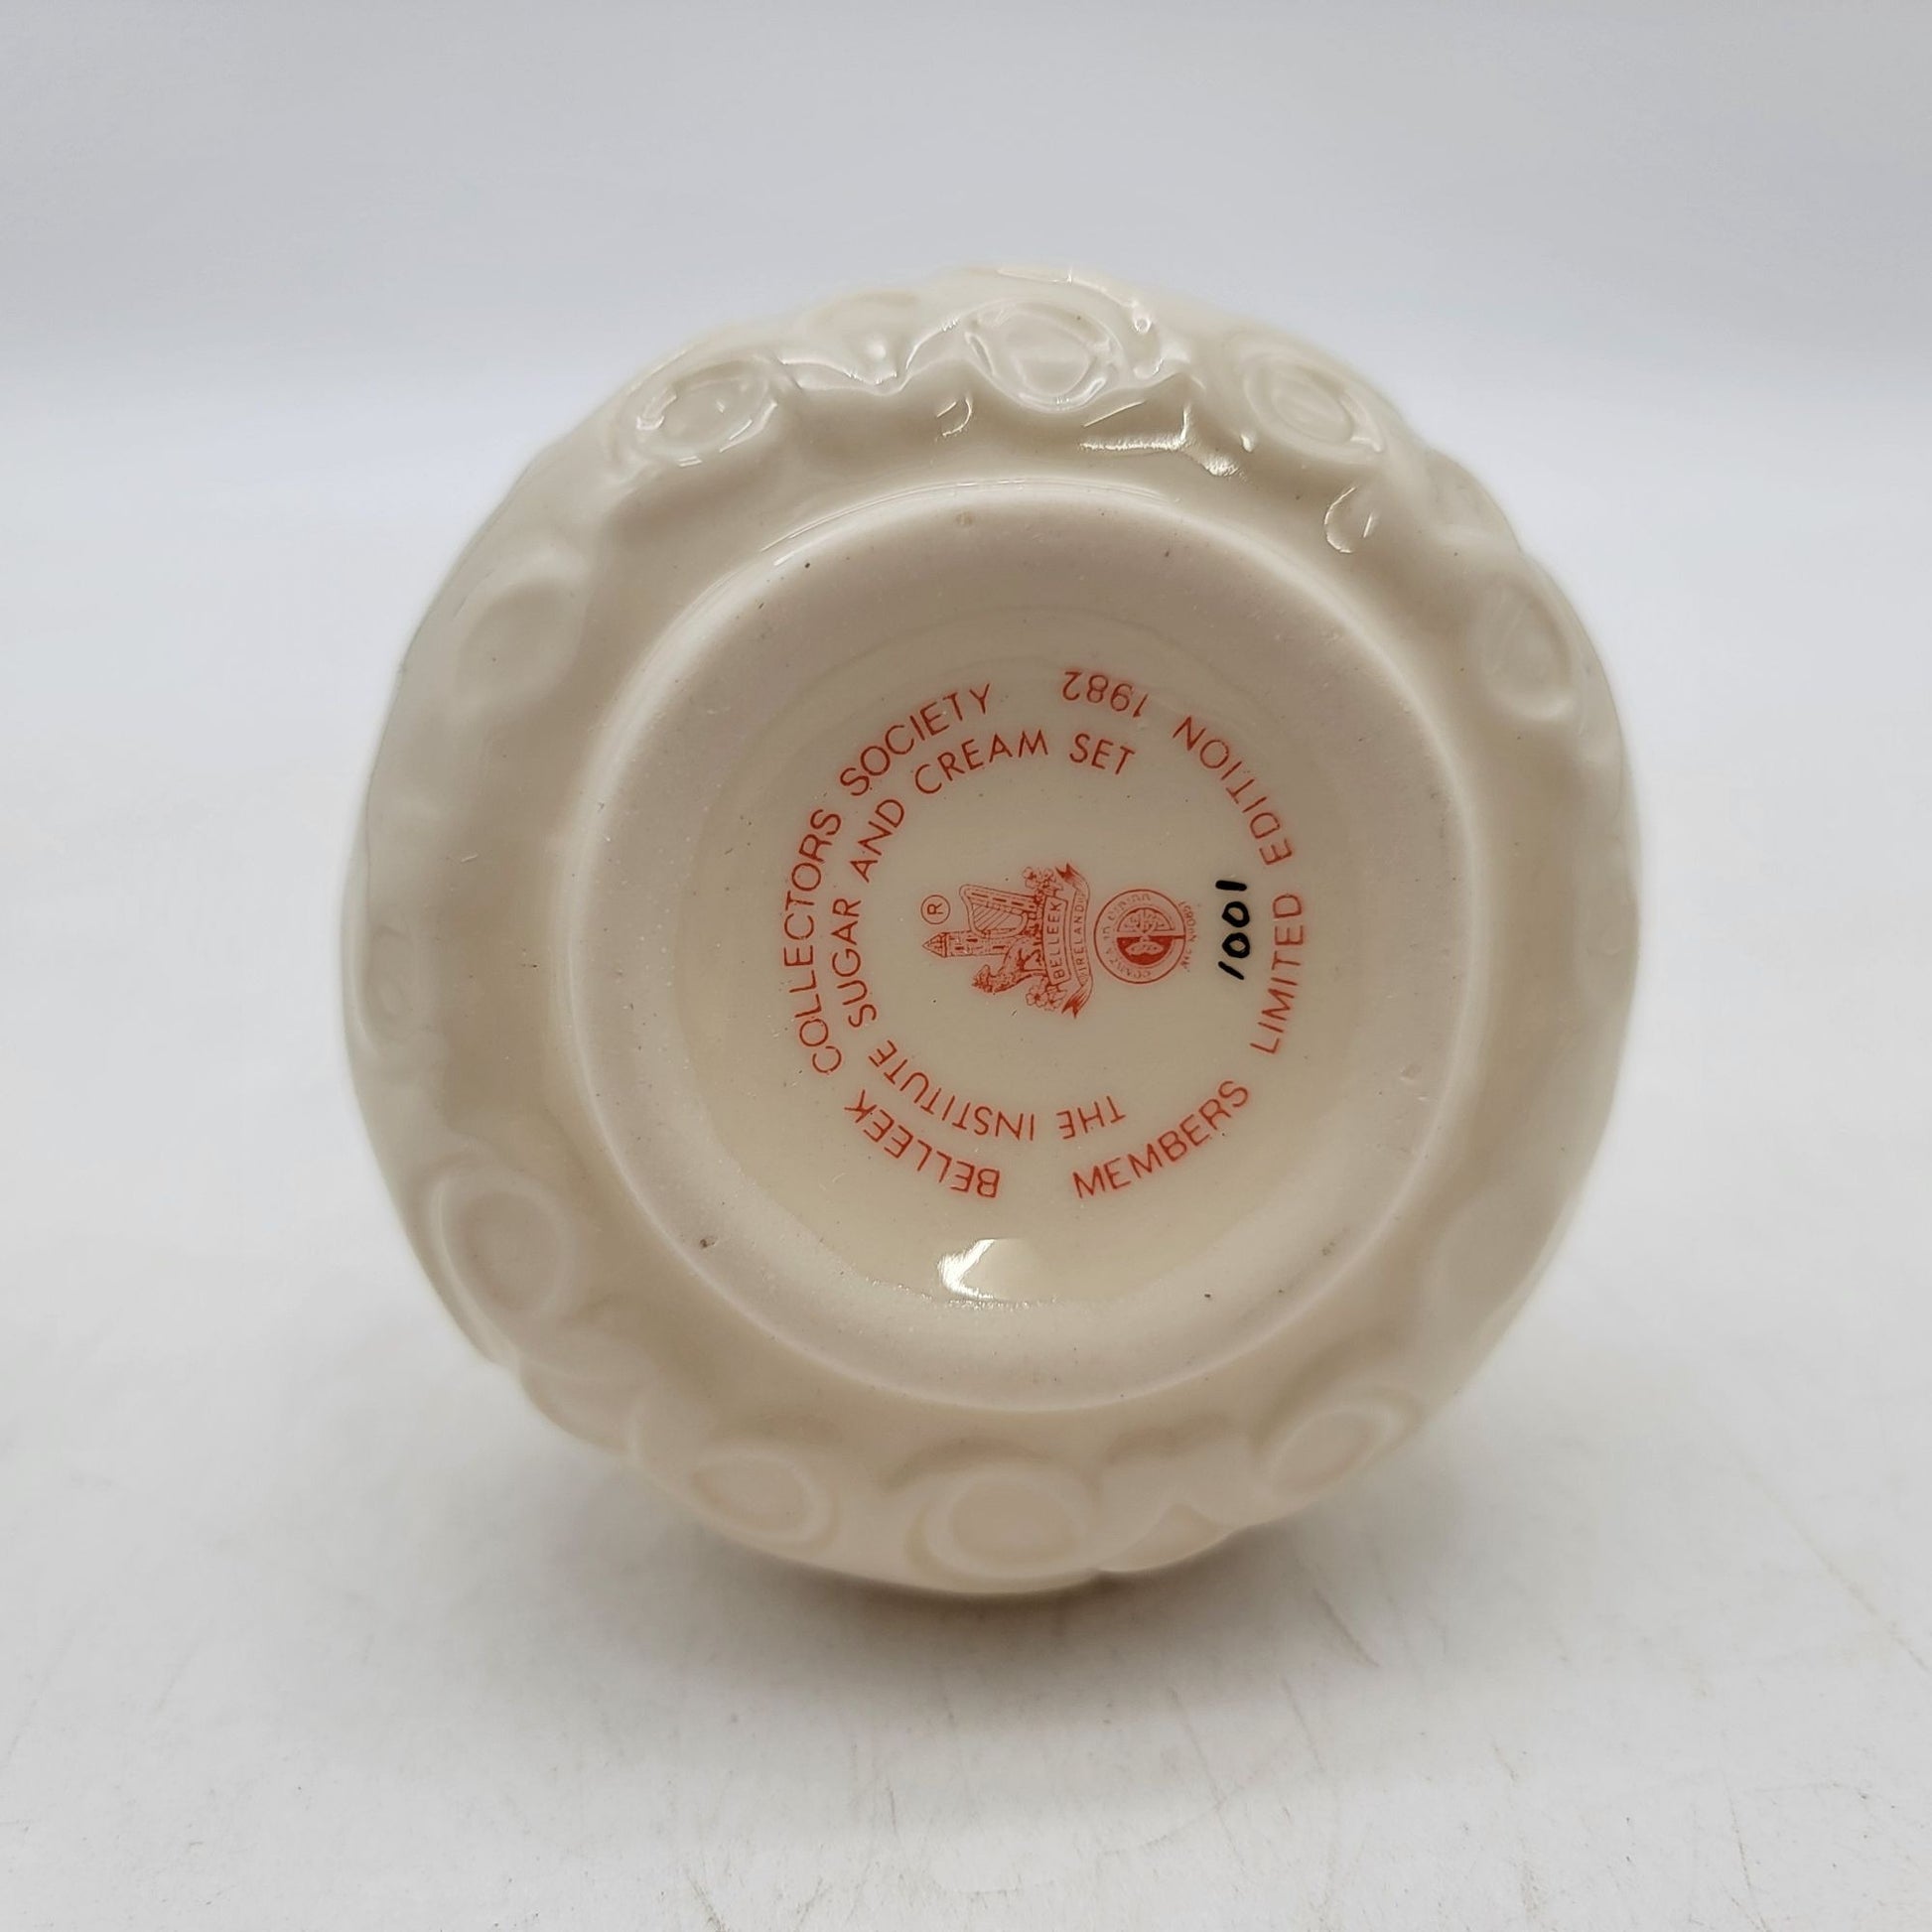 BELLEEK COLLECTORS SOCIETY
THE INSTITUTE SUGAR AND CREAM SET
®
BELLEEK
IRELAND
1001
MEMBERS LIMITED EDITION 1982